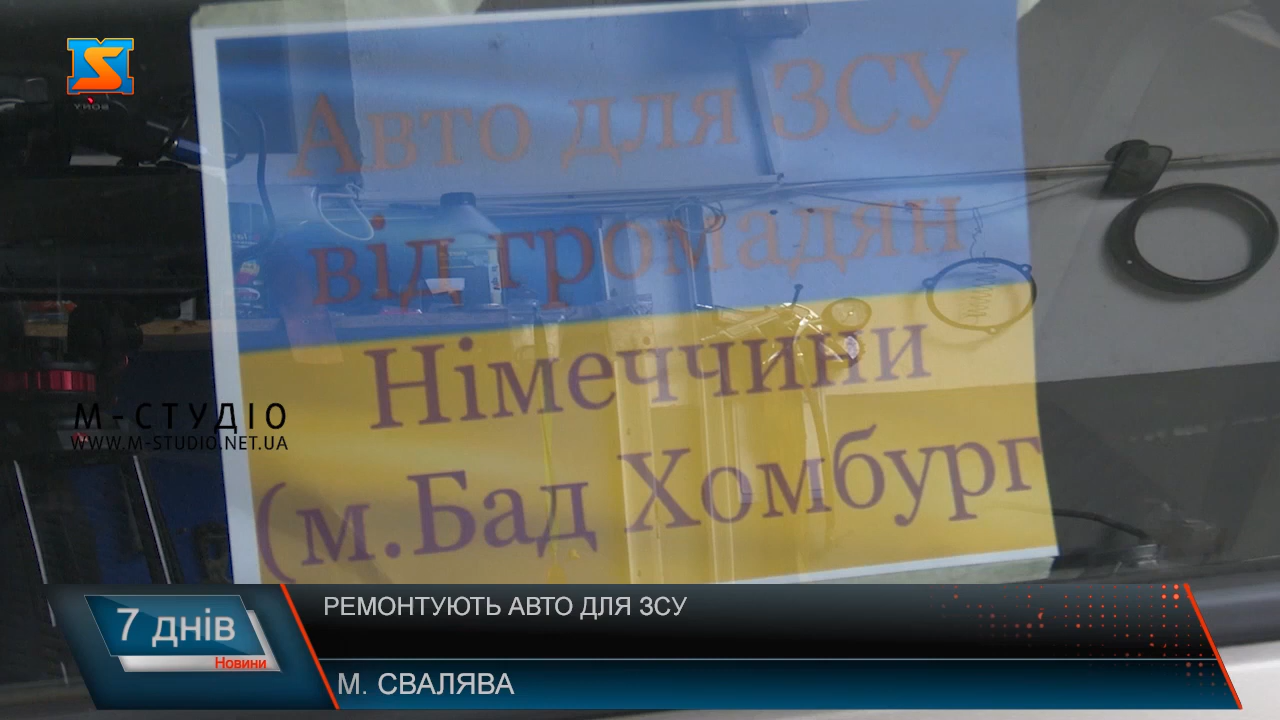 Авто для ЗСУ
від громадян
Німеччини
(м.Бад Хомбург
SONY
М-СТУДІО
WWW.M-STUDIO.NET.UA
7 днів
Новини
РЕМОНТУЮТЬ АВТО ДЛЯ ЗСУ
М. СВАЛЯВА